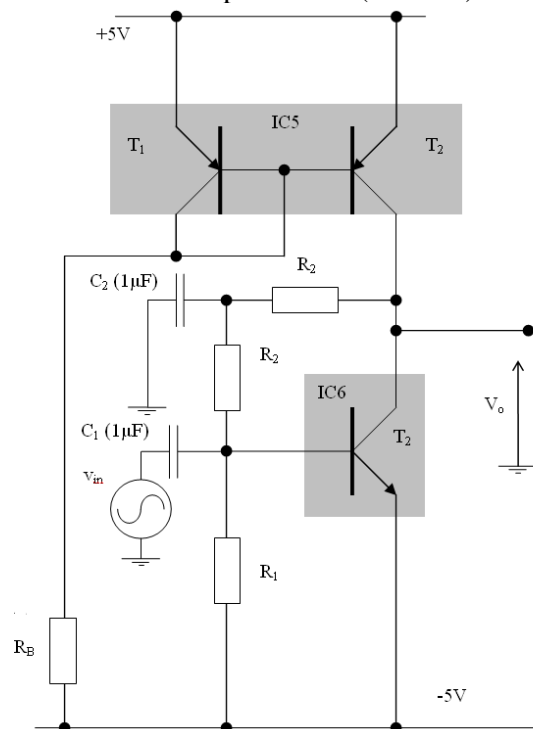 +5V
IC5
T1
T2
R2
C2 (1µF)
R2
IC6
C1 (1µF)
T2
Vo
vin
R1
RB
-5V